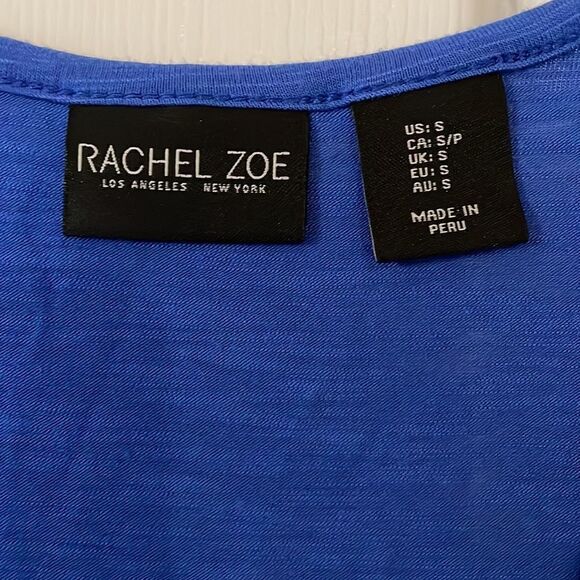 RACHEL ZOE
LOS ANGELES NEW YORK
US: S
CA: S/P
UK: S
EU: S
AU: S
MADE IN
PERU